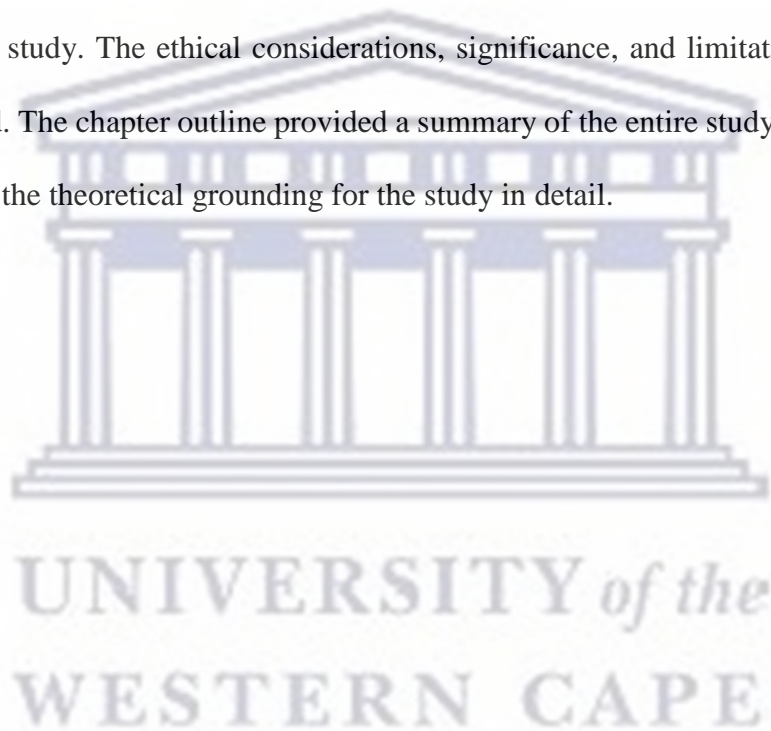 study. The ethical considerations, significance, and limitat
. The chapter outline provided a summary of the entire study
the theoretical grounding for the study in detail.
UNIVERSITY of the
WESTERN CAPE